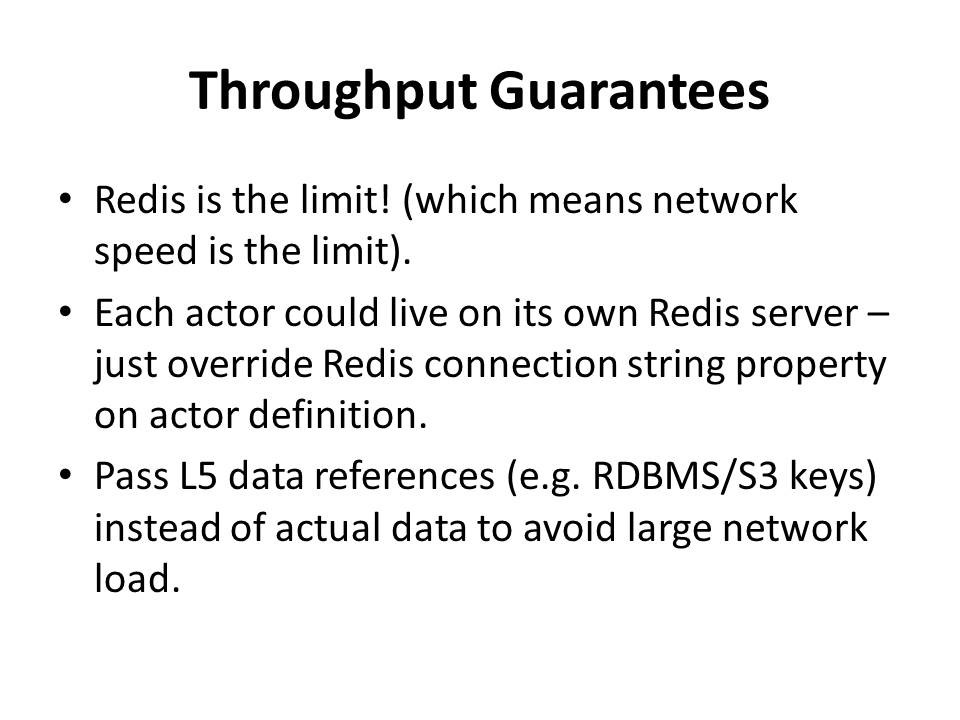 Throughput Guarantees
• Redis is the limit! (which means network
speed is the limit).
• Each actor could live on its own Redis server –
just override Redis connection string property
on actor definition.
• Pass L5 data references (e.g. RDBMS/S3 keys)
instead of actual data to avoid large network
load.